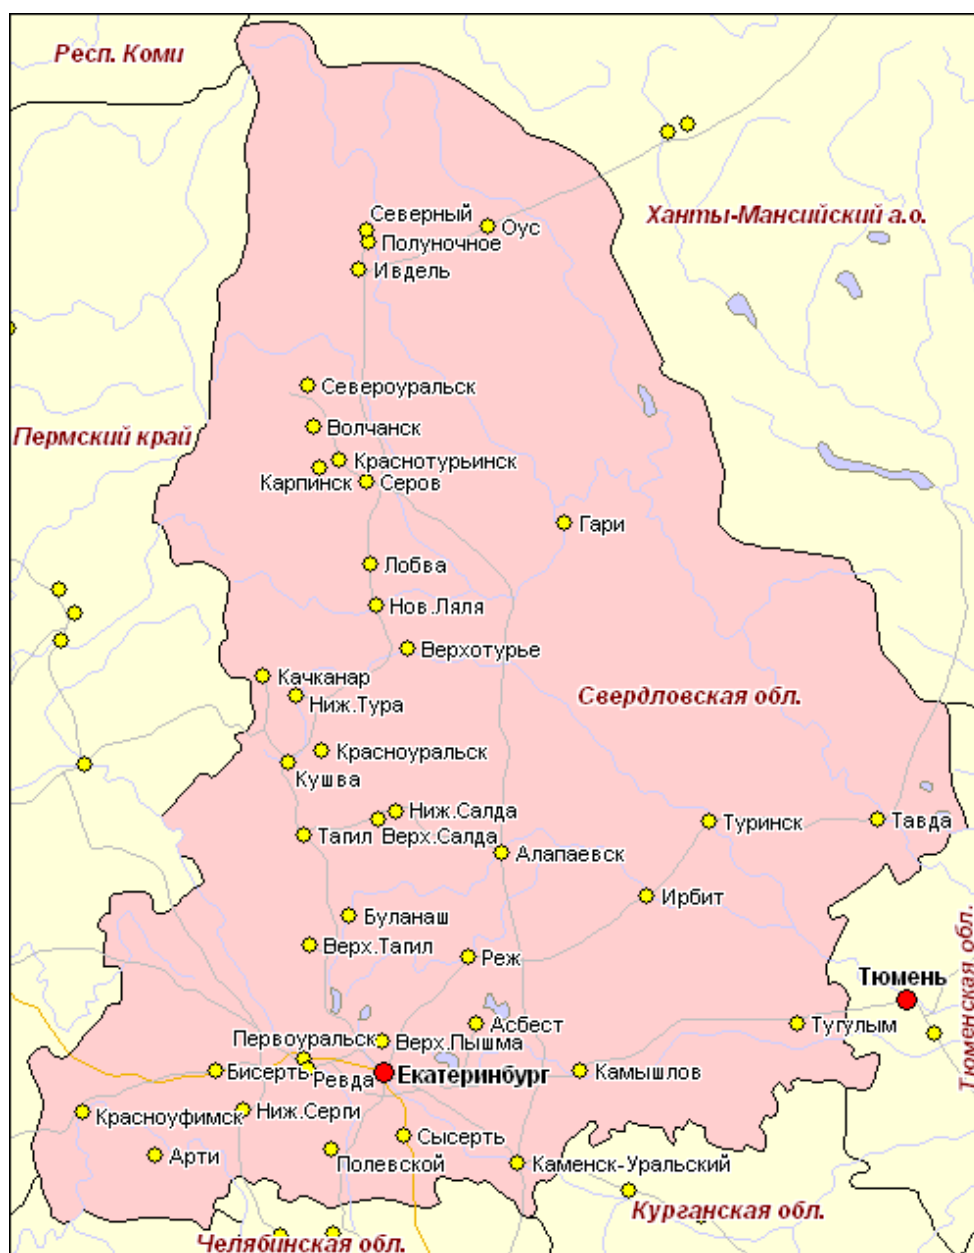 Респ. Коми
Ханты-Мансийский а.о.
Северный
Оус
Полуночное
Ивдель
Североуральск
Пермский край
Волчанск
Краснотурьинск
Карпинск
Серов
Гари
Лобва
Нов.Ляля
Верхотурье
Качканар
Ниж.Тура
Свердловская обл.
Красноуральск
Кушва
Ниж.Салда
Тагил
Верх.Салда
Туринск
Тавда
Алапаевск
Ирбит
Буланаш
Верх.Тагил
Реж
Тюмень
Тюменская обл.
Асбест
Тугулым
Первоуральск
Верх.Пышма
Бисерть
Ревда
Екатеринбург
Камышлов
Красноуфимск
Ниж.Серги
Сысерть
Арти
Полевской
Каменск-Уральский
Курганская обл.
Челябинская обл.